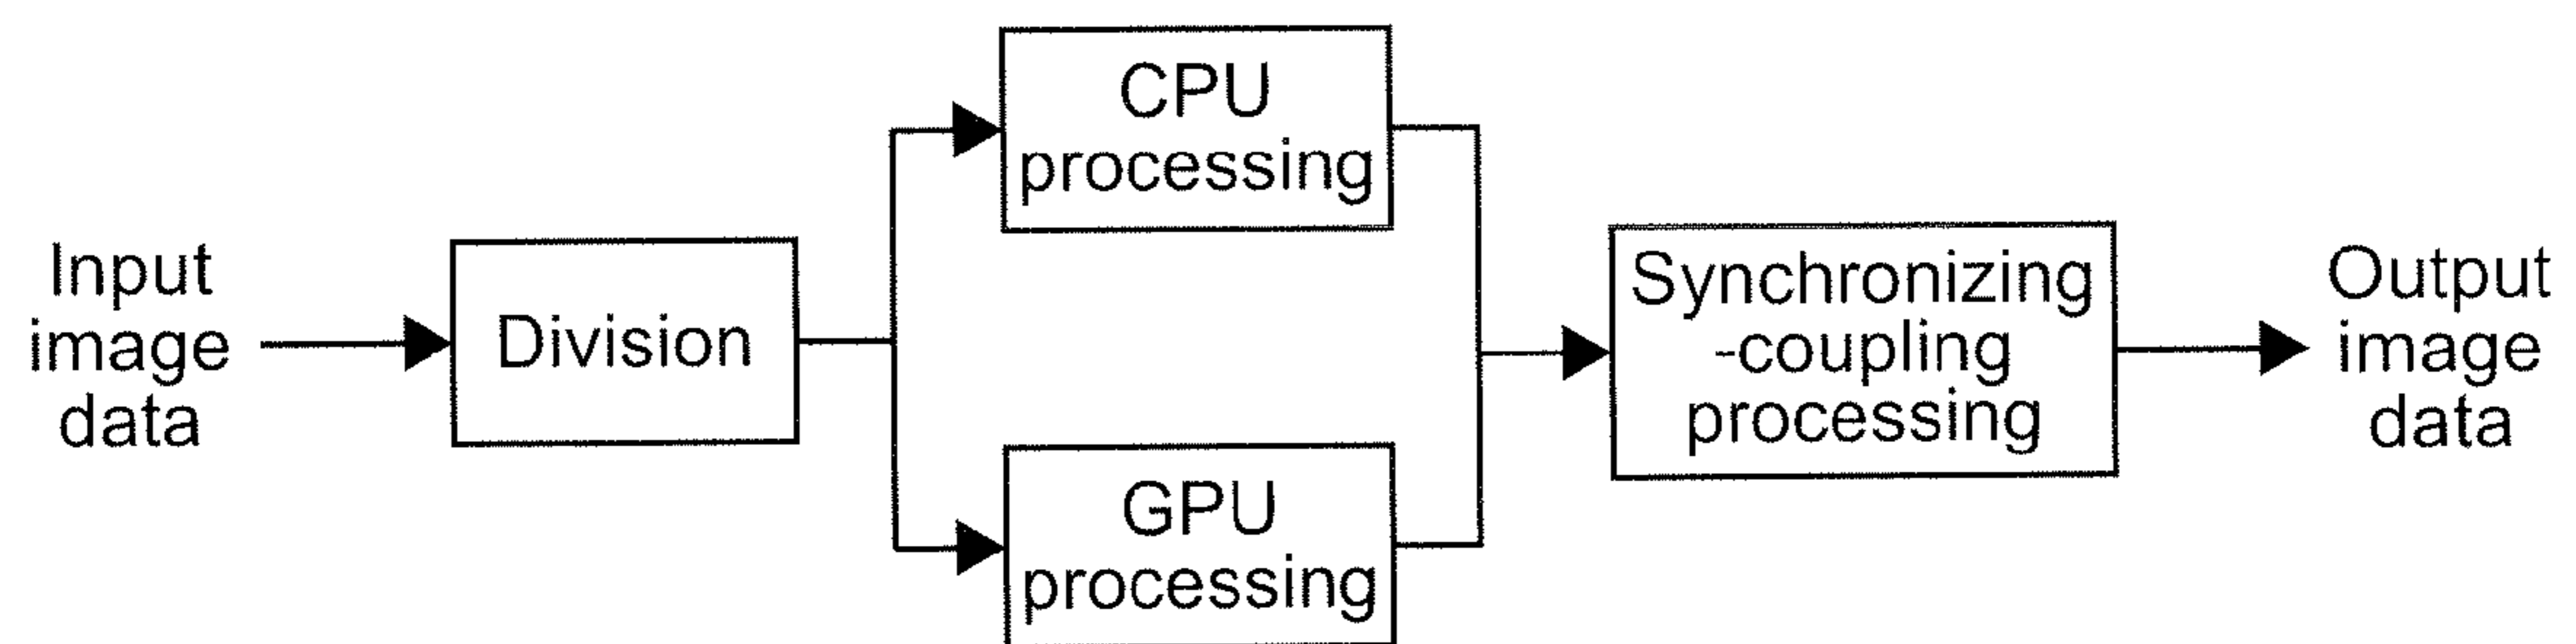 Input
image
data
Division
CPU
processing
GPU
processing
Synchronizing
-coupling
processing
Output
image
data